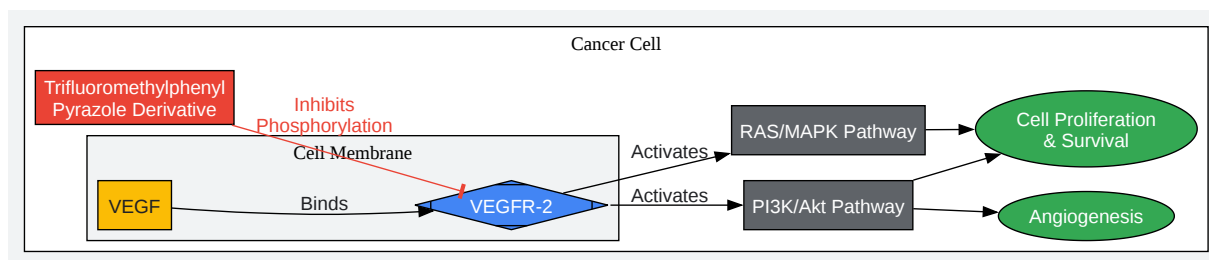 Cancer Cell
Trifluoromethylphenyl
Pyrazole Derivative
Inhibits
Phosphorylation
Cell Membrane
VEGF
Binds
VEGFR-2
Activates
Activates
RAS/MAPK Pathway
PI3K/Akt Pathway
Cell Proliferation
& Survival
Angiogenesis